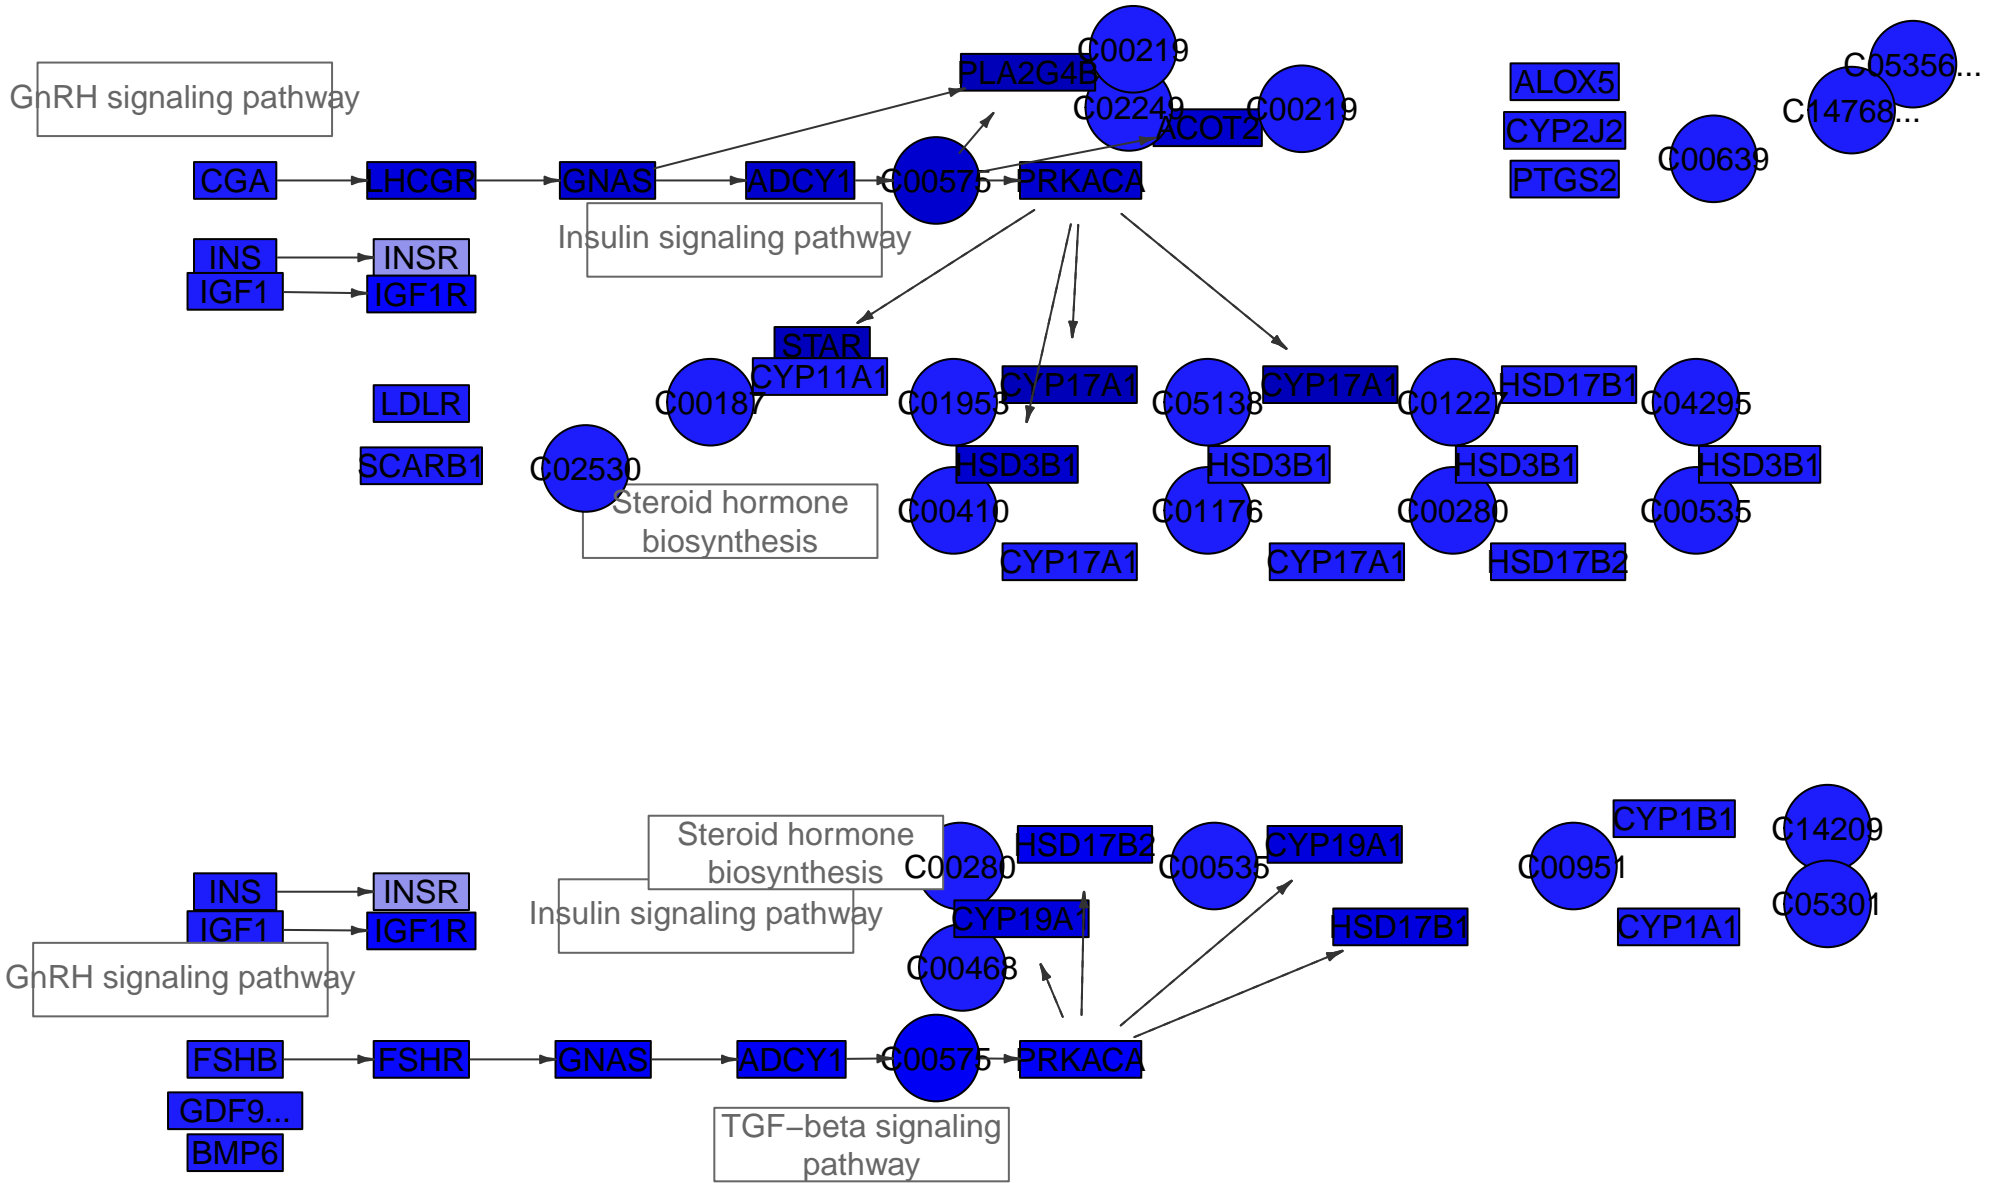 C00219
C05356...
PLA2G4B
ALOX5
GnRH signaling pathway
C02249
C00219
C14768...
ACOT2
CYP2J2
C00639
CGA
LHCGR
GNAS
ADCY1
C00575
PRKACA
PTGS2
Insulin signaling pathway
INS
INSR
IGF1
IGF1R
STAR
CYP11A1
C00187
C01953
CYP17A1
C05138
CYP17A1
C01227
HSD17B1
C04295
LDLR
SCARB1
C02530
HSD3B1
HSD3B1
HSD3B1
HSD3B1
Steroid hormone
biosynthesis
C00410
C01176
C00280
C00535
CYP17A1
CYP17A1
HSD17B2
Steroid hormone
biosynthesis
C00280
HSD17B2
C00535
CYP19A1
CYP1B1
C14209
C00951
INS
INSR
Insulin signaling pathway
CYP19A1
C05301
IGF1
IGF1R
HSD17B1
CYP1A1
GnRH signaling pathway
C00468
FSHB
FSHR
GNAS
ADCY1
C00575
PRKACA
GDF9...
TGF−beta signaling
pathway
BMP6